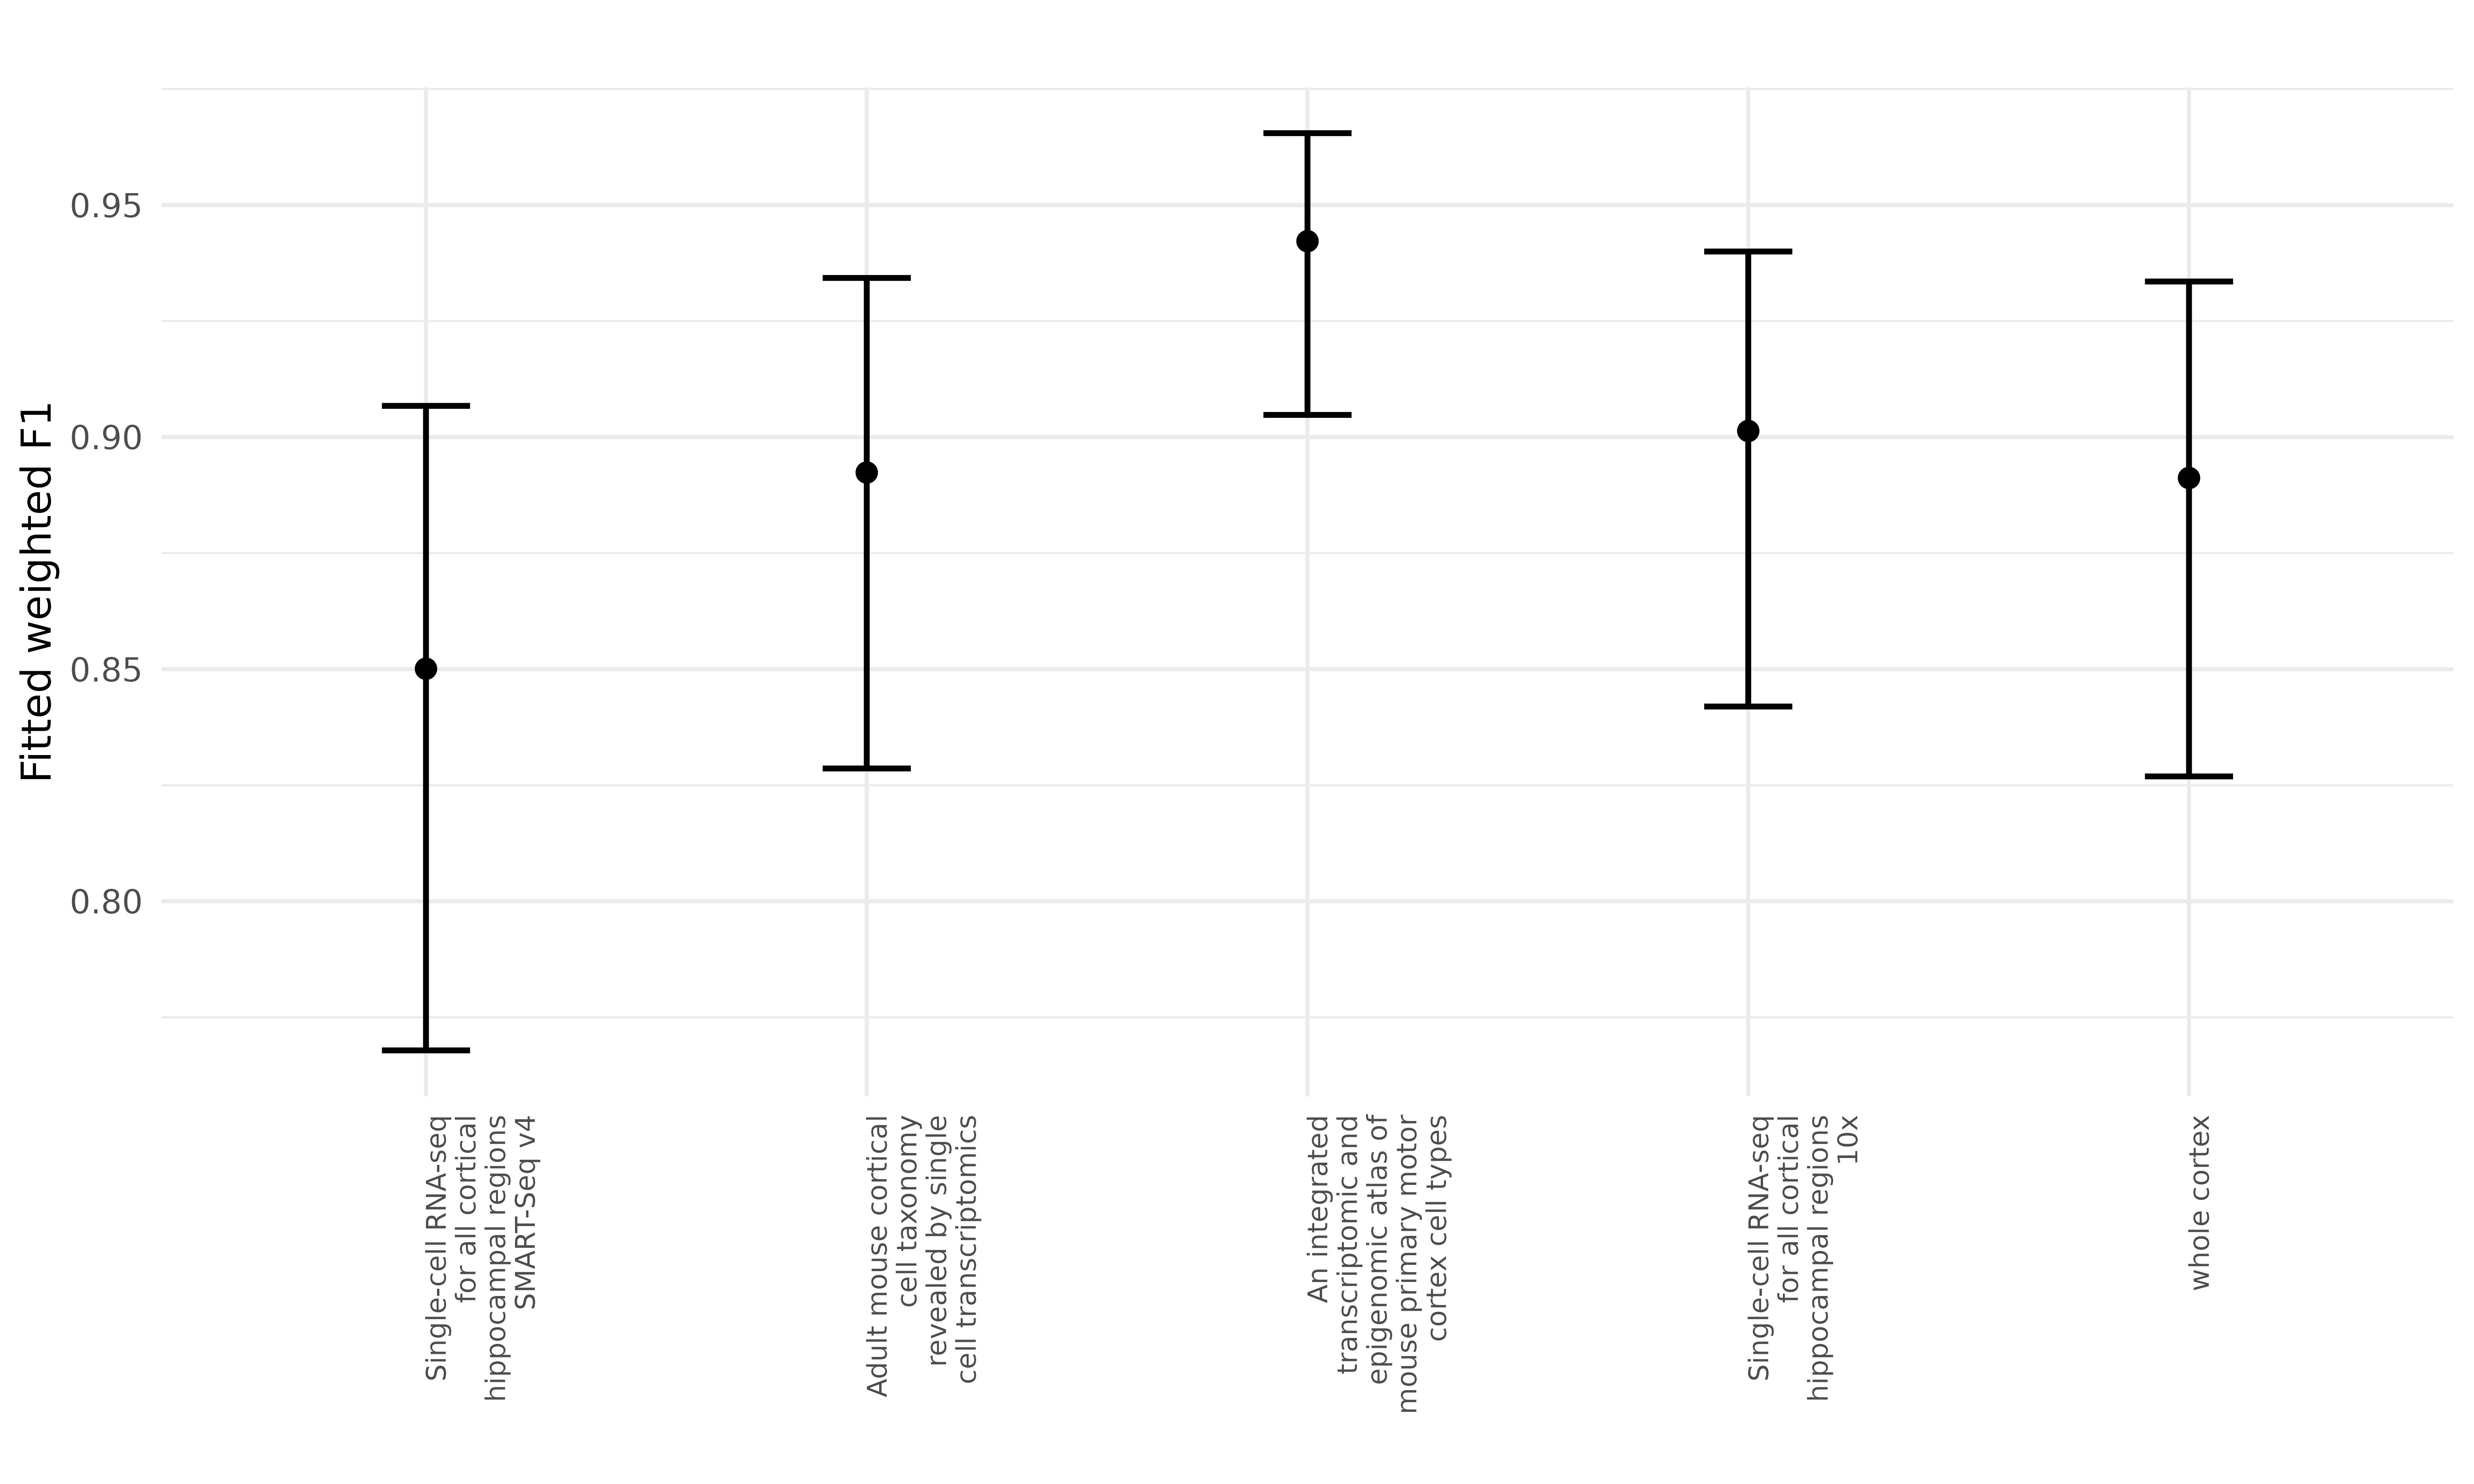 Fitted weighted F1
0.95
0.90
0.85
0.80
Single-cell RNA-seq
for all cortical
hippocampal regions
SMART-Seq v4
Adult mouse cortical
cell taxonomy
revealed by single
cell transcriptomics
An integrated
transcriptomic and
epigenomic atlas of
mouse primary motor
cortex cell types
Single-cell RNA-seq
for all cortical
hippocampal regions
10x
whole cortex